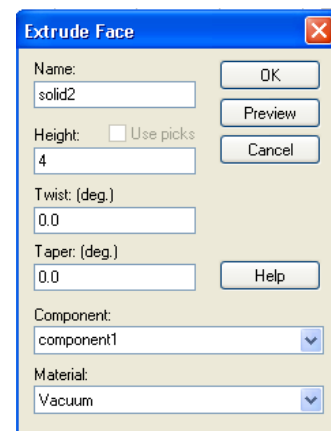 Extrude Face
Name:
OK
solid2
Preview
Height:
Use picks
Cancel
4
Twist: (deg.)
0.0
Taper: (deg.)
0.0
Help
Component:
component1
Material:
Vacuum